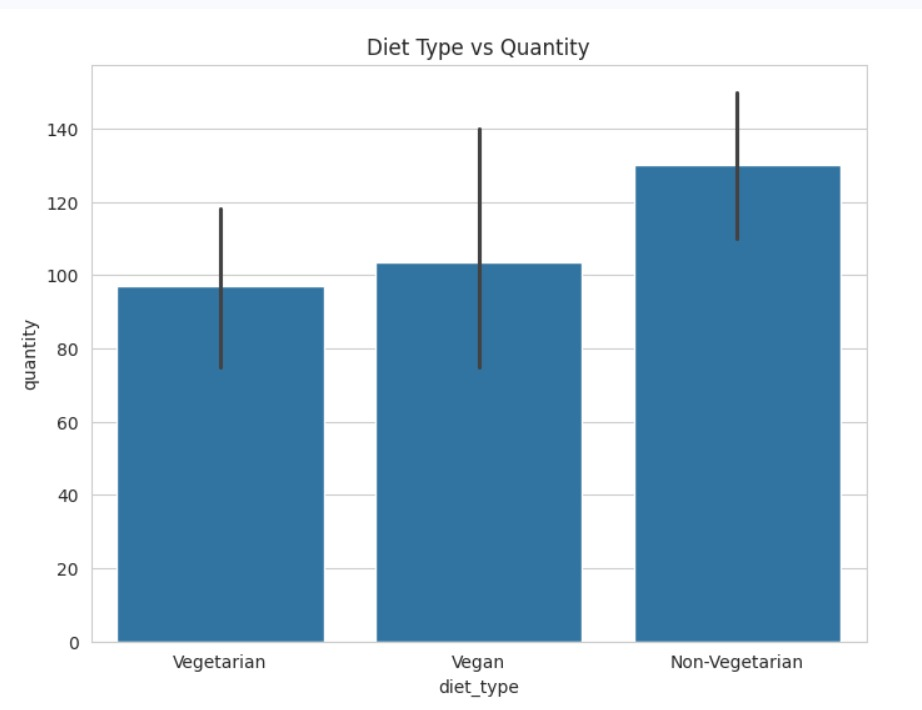 Diet Type vs Quantity
140
120
100
80
60
40
20
0
quantity
Vegetarian Vegan Non-Vegetarian
diet_type